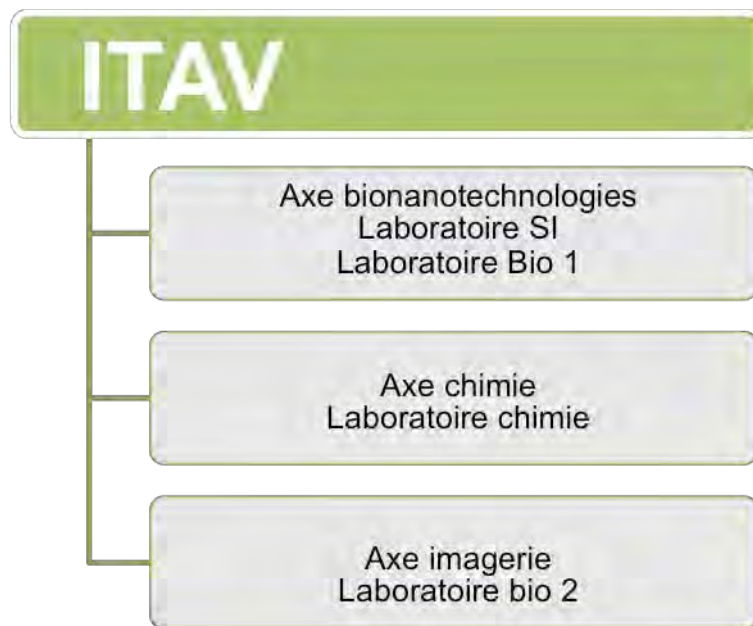 ITAV
Axe bionanotechnologies
Laboratoire SI
Laboratoire Bio 1
Axe chimie
Laboratoire chimie
Axe imagerie
Laboratoire bio 2